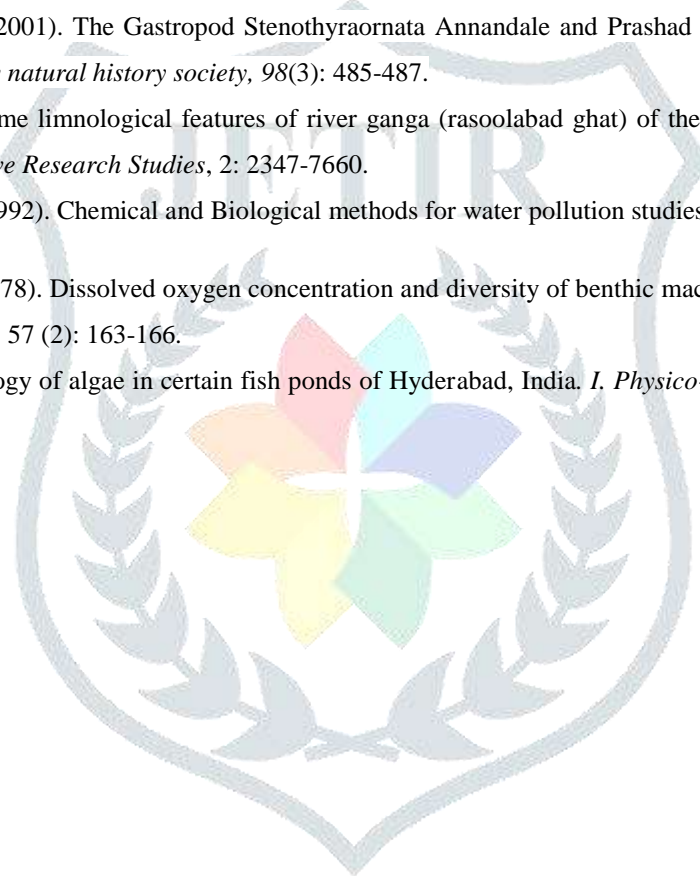 2001). The Gastropod Stenothyraornata Annandale and Prashad
natural history society, 98(3): 485-487.
me limnological features of river ganga (rasoolabad ghat) of the
ve Research Studies, 2: 2347-7660.
992). Chemical and Biological methods for water pollution studies
78). Dissolved oxygen concentration and diversity of benthic mac
57 (2): 163-166.
ogy of algae in certain fish ponds of Hyderabad, India. I. Physico-
JETIR